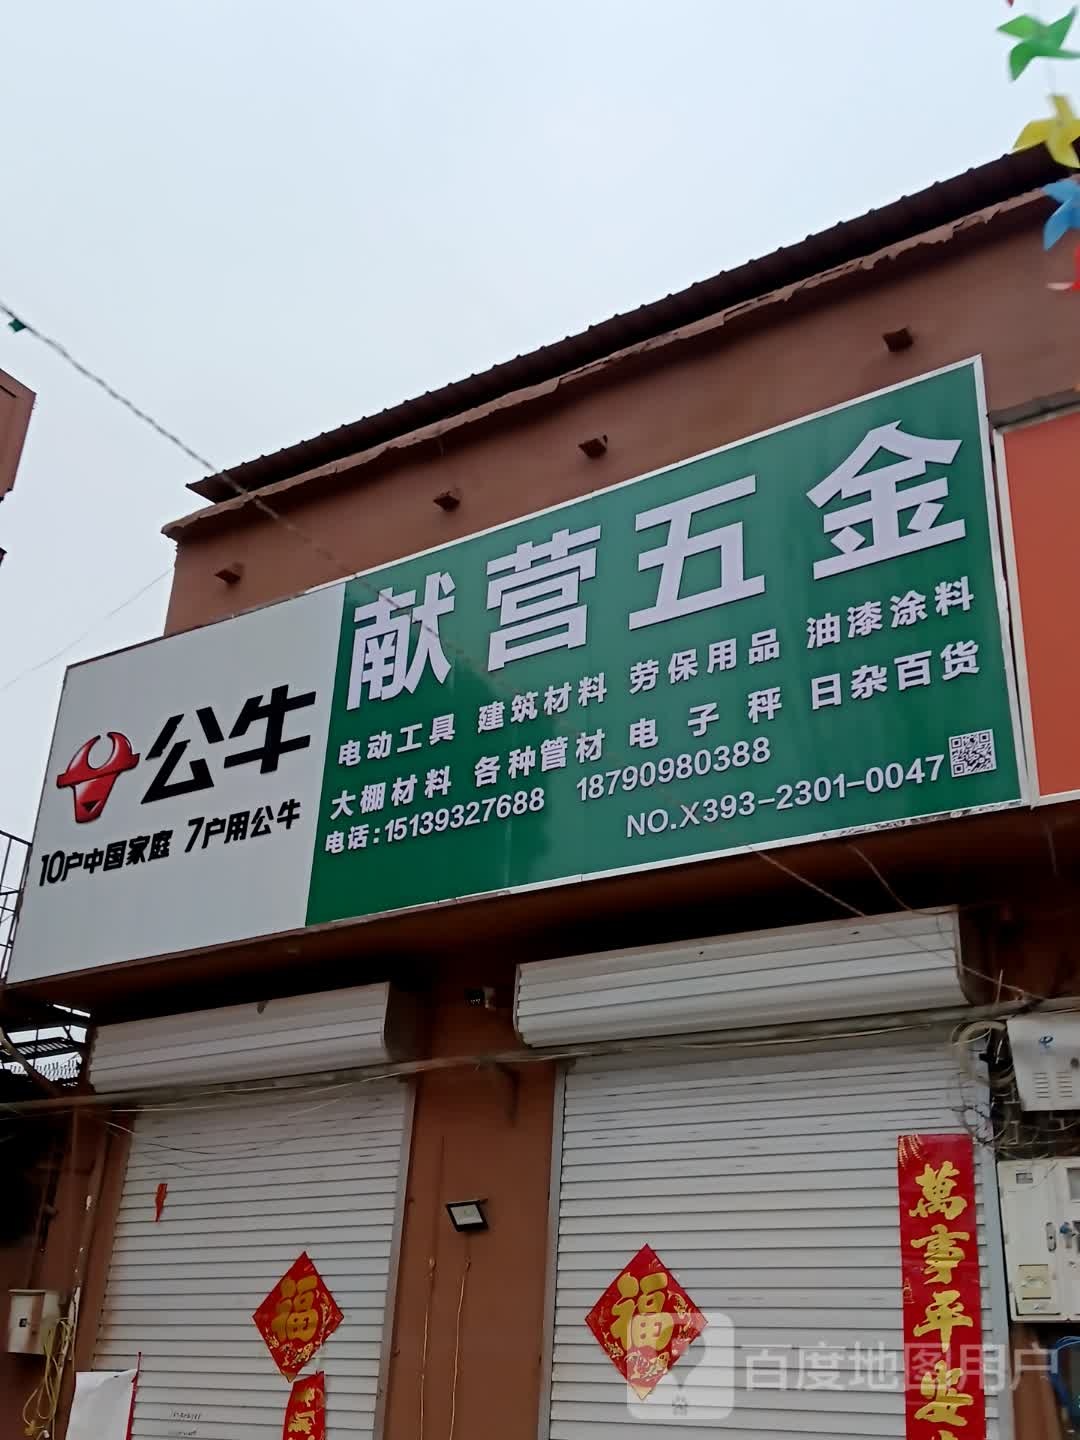 献营五金
公牛
10户中国家庭 7户用公牛
电动工具 建筑材料 劳保用品 油漆涂料
大棚材料 各种管材 电子秤 日杂百货
电话:15139327688 18790980388
NO.X393-2301-0047
萬事平安
福
福
百度地图用户